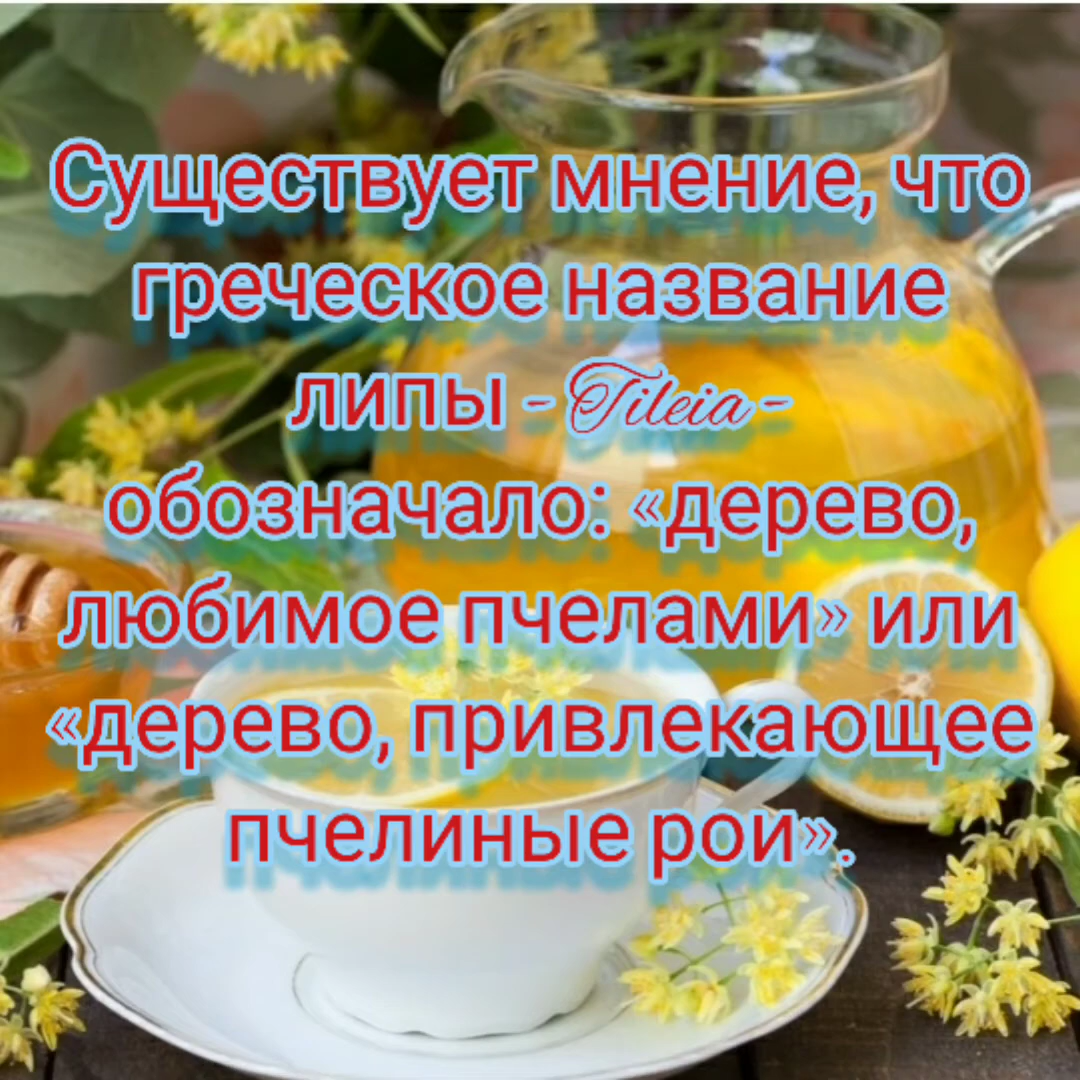 Существует мнение, что
греческое название
липы - Tileia -
обозначало: «дерево,
любимое пчелами» или
«дерево, привлекающее
пчелиные рои».